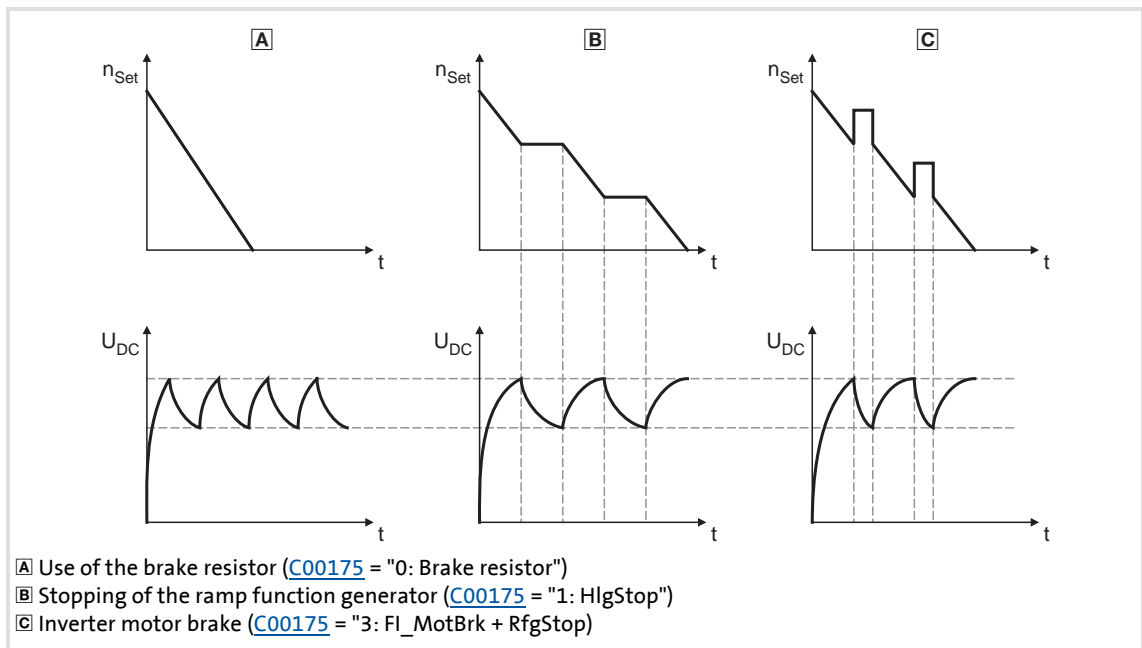 A B C
nSet nSet nSet
t t t
UDC UDC UDC
t t t
A Use of the brake resistor (C00175 = "0: Brake resistor")
B Stopping of the ramp function generator (C00175 = "1: HlgStop")
C Inverter motor brake (C00175 = "3: FI_MotBrk + RfgStop)